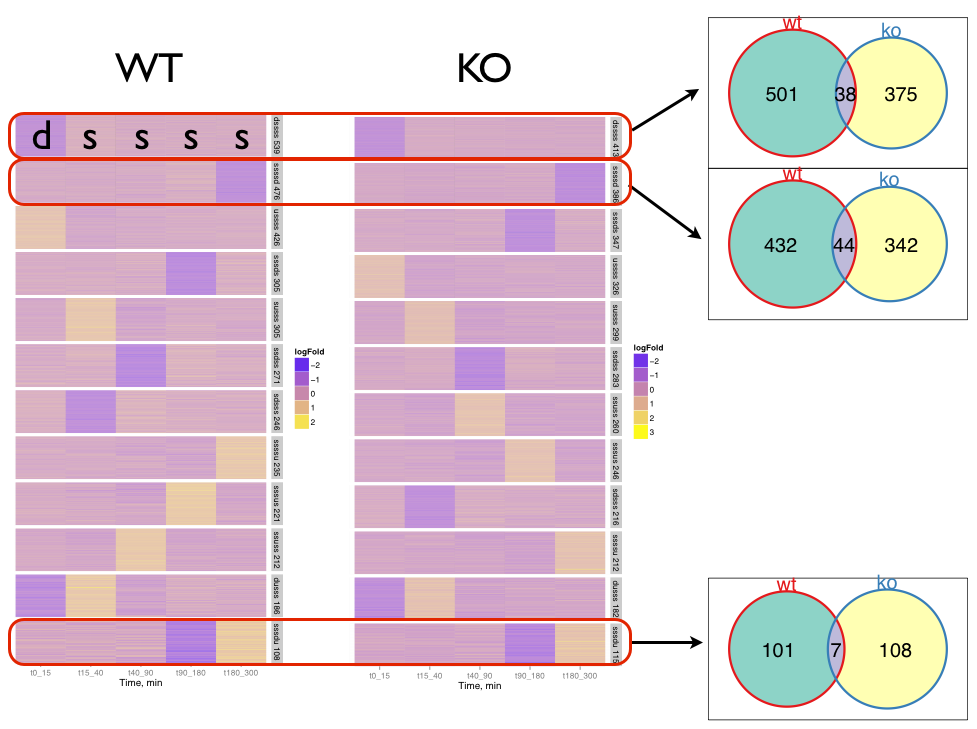 WT
KO
d s s s s
dssss 539
ssssd 476
ussss 426
sssds 305
susss 305
ssdss 271
sdsss 246
ssssu 235
sssus 221
ssuss 212
dusss 186
sssdu 108
t0_15 t15_40 t40_90 t90_180 t180_300
Time, min
logFold
-2
-1
0
1
2
dssss 413
ssssd 386
sssds 347
ussss 326
susss 299
ssdss 283
ssuss 260
sssus 246
sdsss 216
ssssu 212
dusss 182
sssdu 115
t0_15 t15_40 t40_90 t90_180 t180_300
Time, min
logFold
-2
-1
0
1
2
3
wt ko
501 38 375
wt ko
432 44 342
wt ko
101 7 108